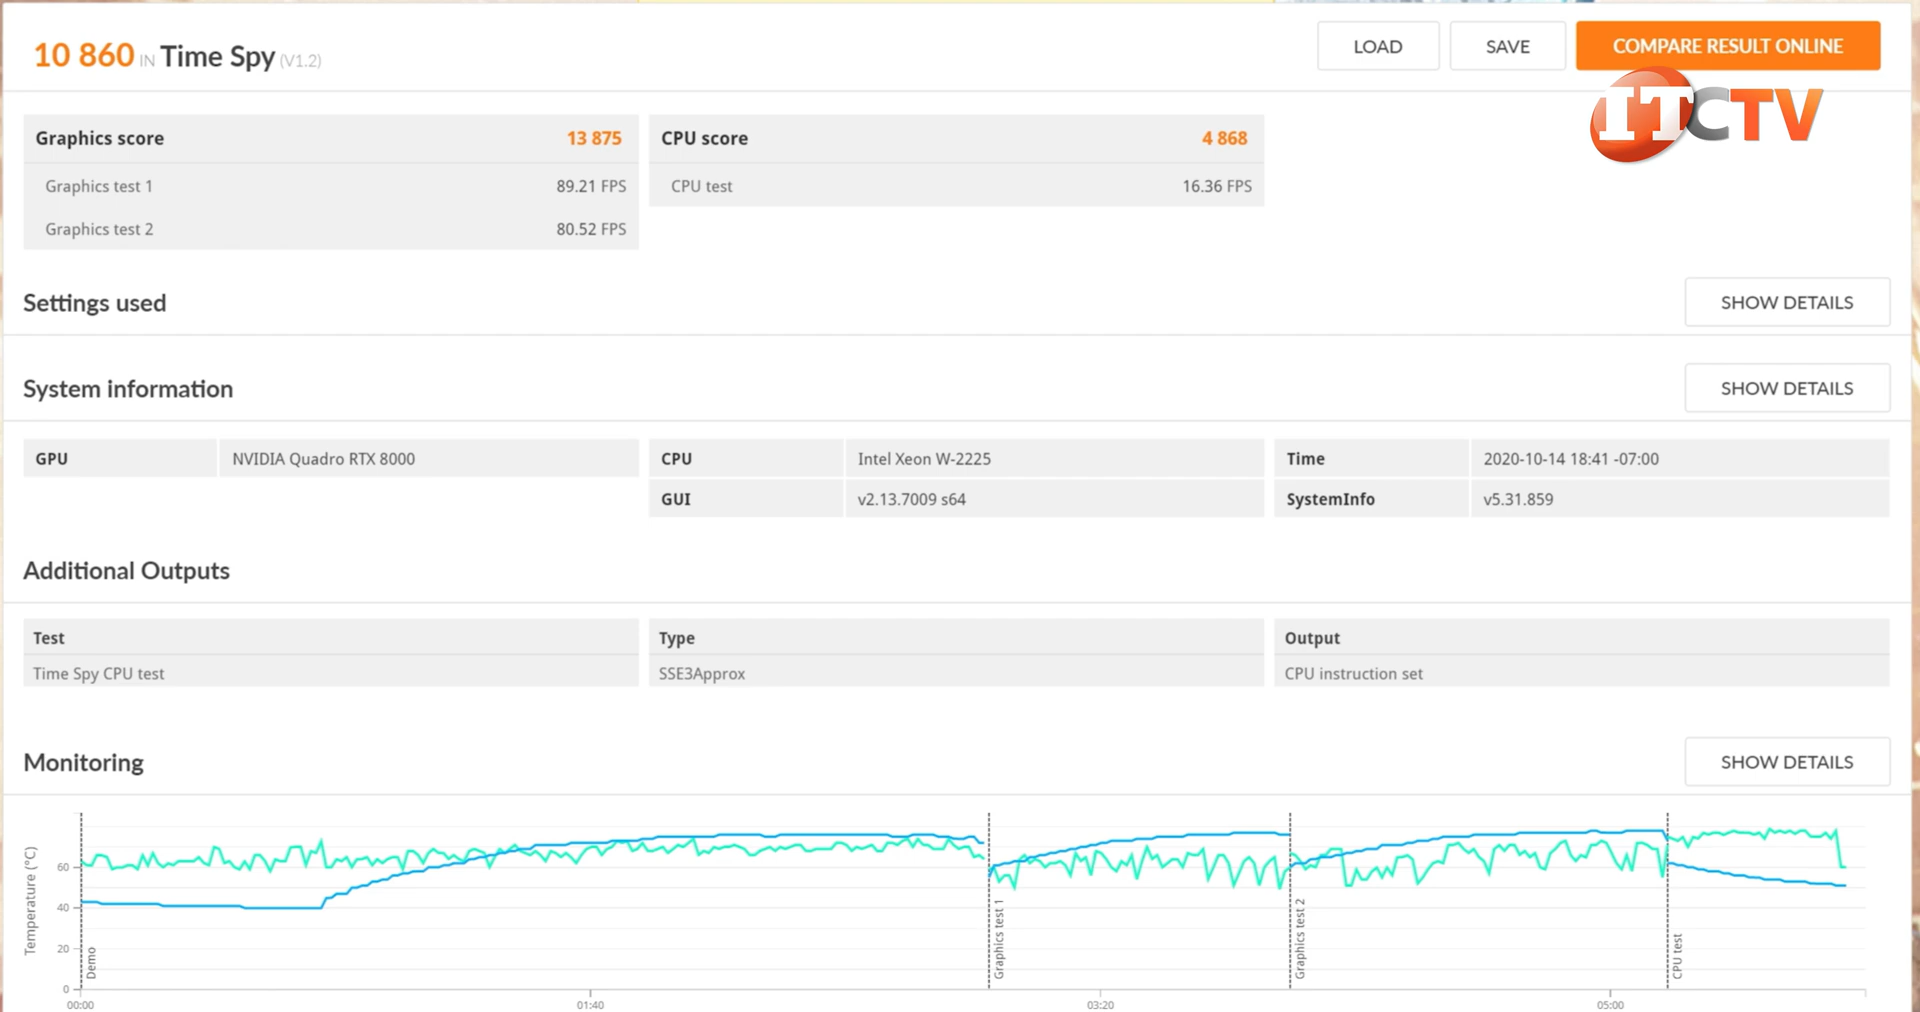 10 860 IN Time Spy (V1.2)
LOAD
SAVE
COMPARE RESULT ONLINE
ITCTV
Graphics score 13 875
Graphics test 1 89.21 FPS
Graphics test 2 80.52 FPS
CPU score 4 868
CPU test 16.36 FPS
Settings used
SHOW DETAILS
System information
SHOW DETAILS
GPU NVIDIA Quadro RTX 8000
CPU Intel Xeon W-2225
GUI v2.13.7009 s64
Time 2020-10-14 18:41 -07:00
SystemInfo v5.31.859
Additional Outputs
Test Type Output
Time Spy CPU test SSE3Approx CPU instruction set
Monitoring
SHOW DETAILS
Temperature (°C)
60
40
20
0
Demo
Graphics test 1
Graphics test 2
CPU test
00:00 01:40 03:20 05:00